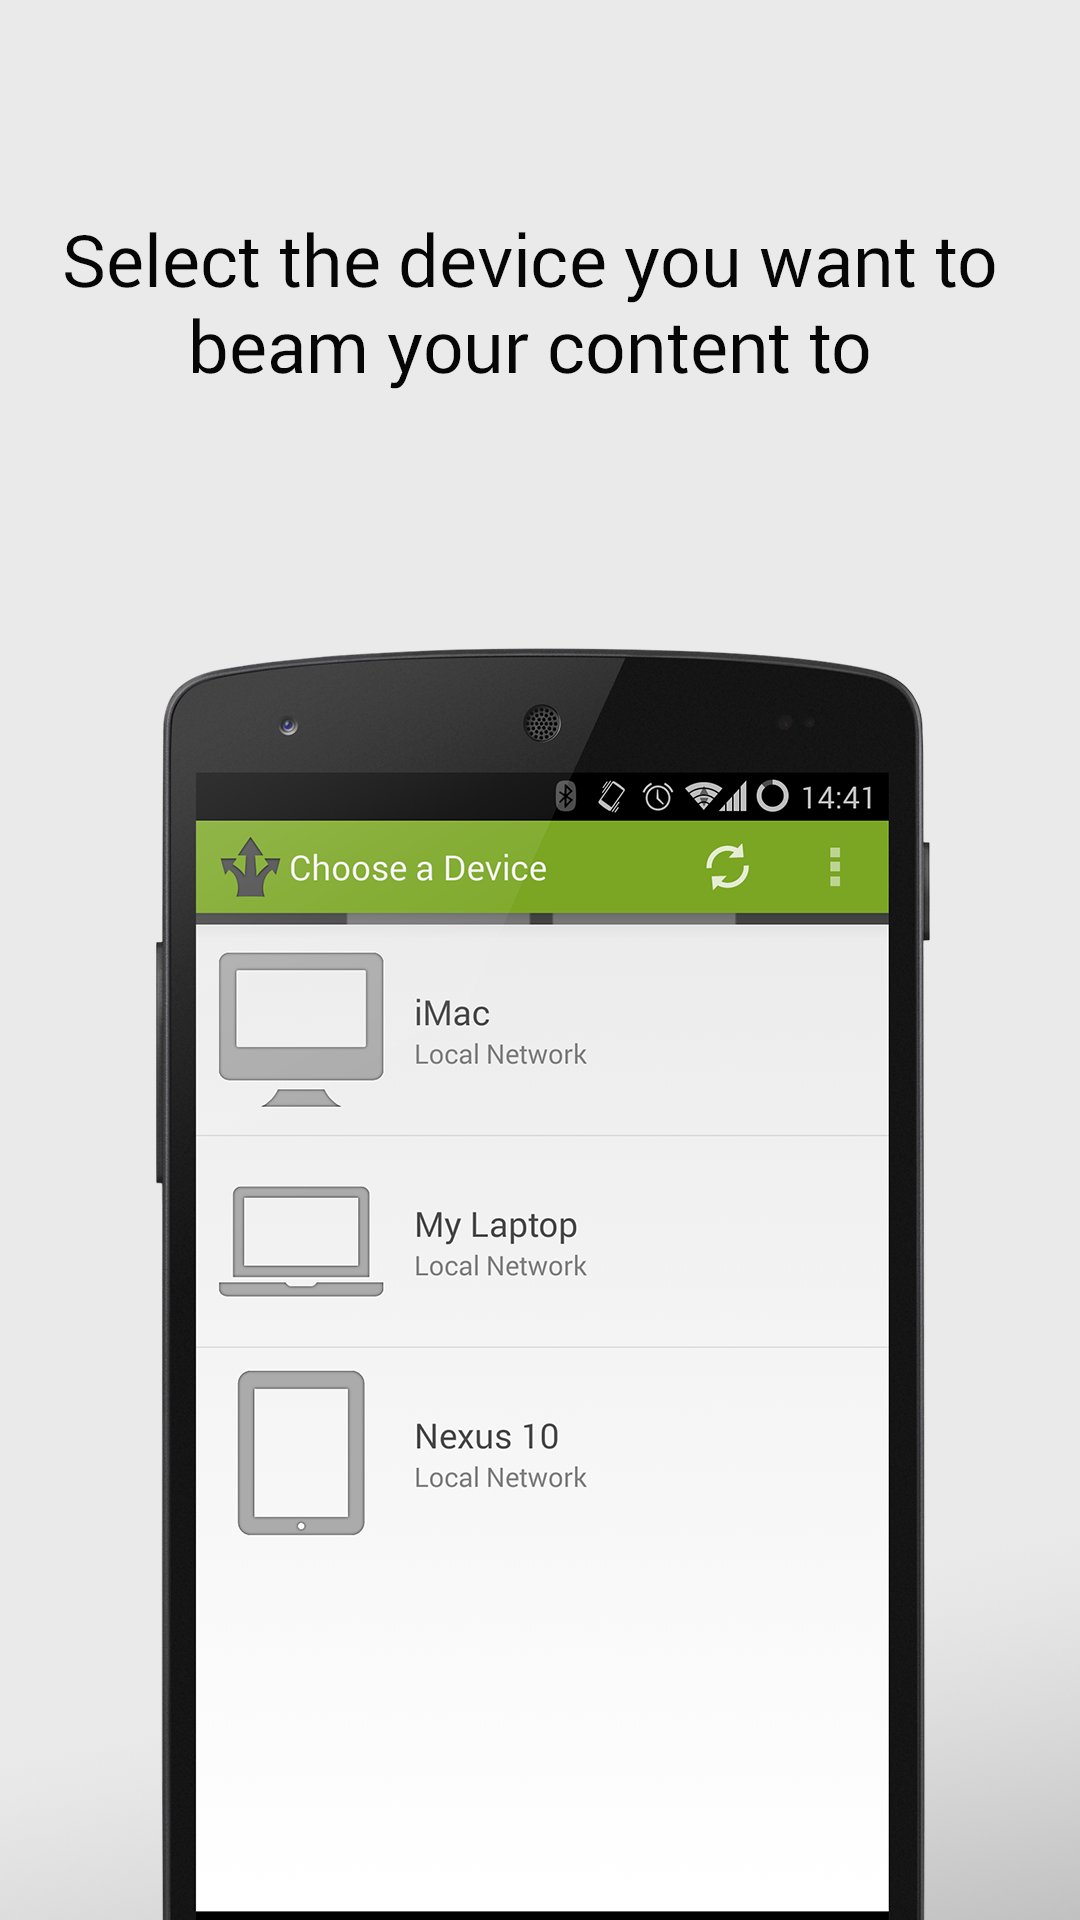 Select the device you want to
beam your content to
14:41
Choose a Device
iMac
Local Network
My Laptop
Local Network
Nexus 10
Local Network